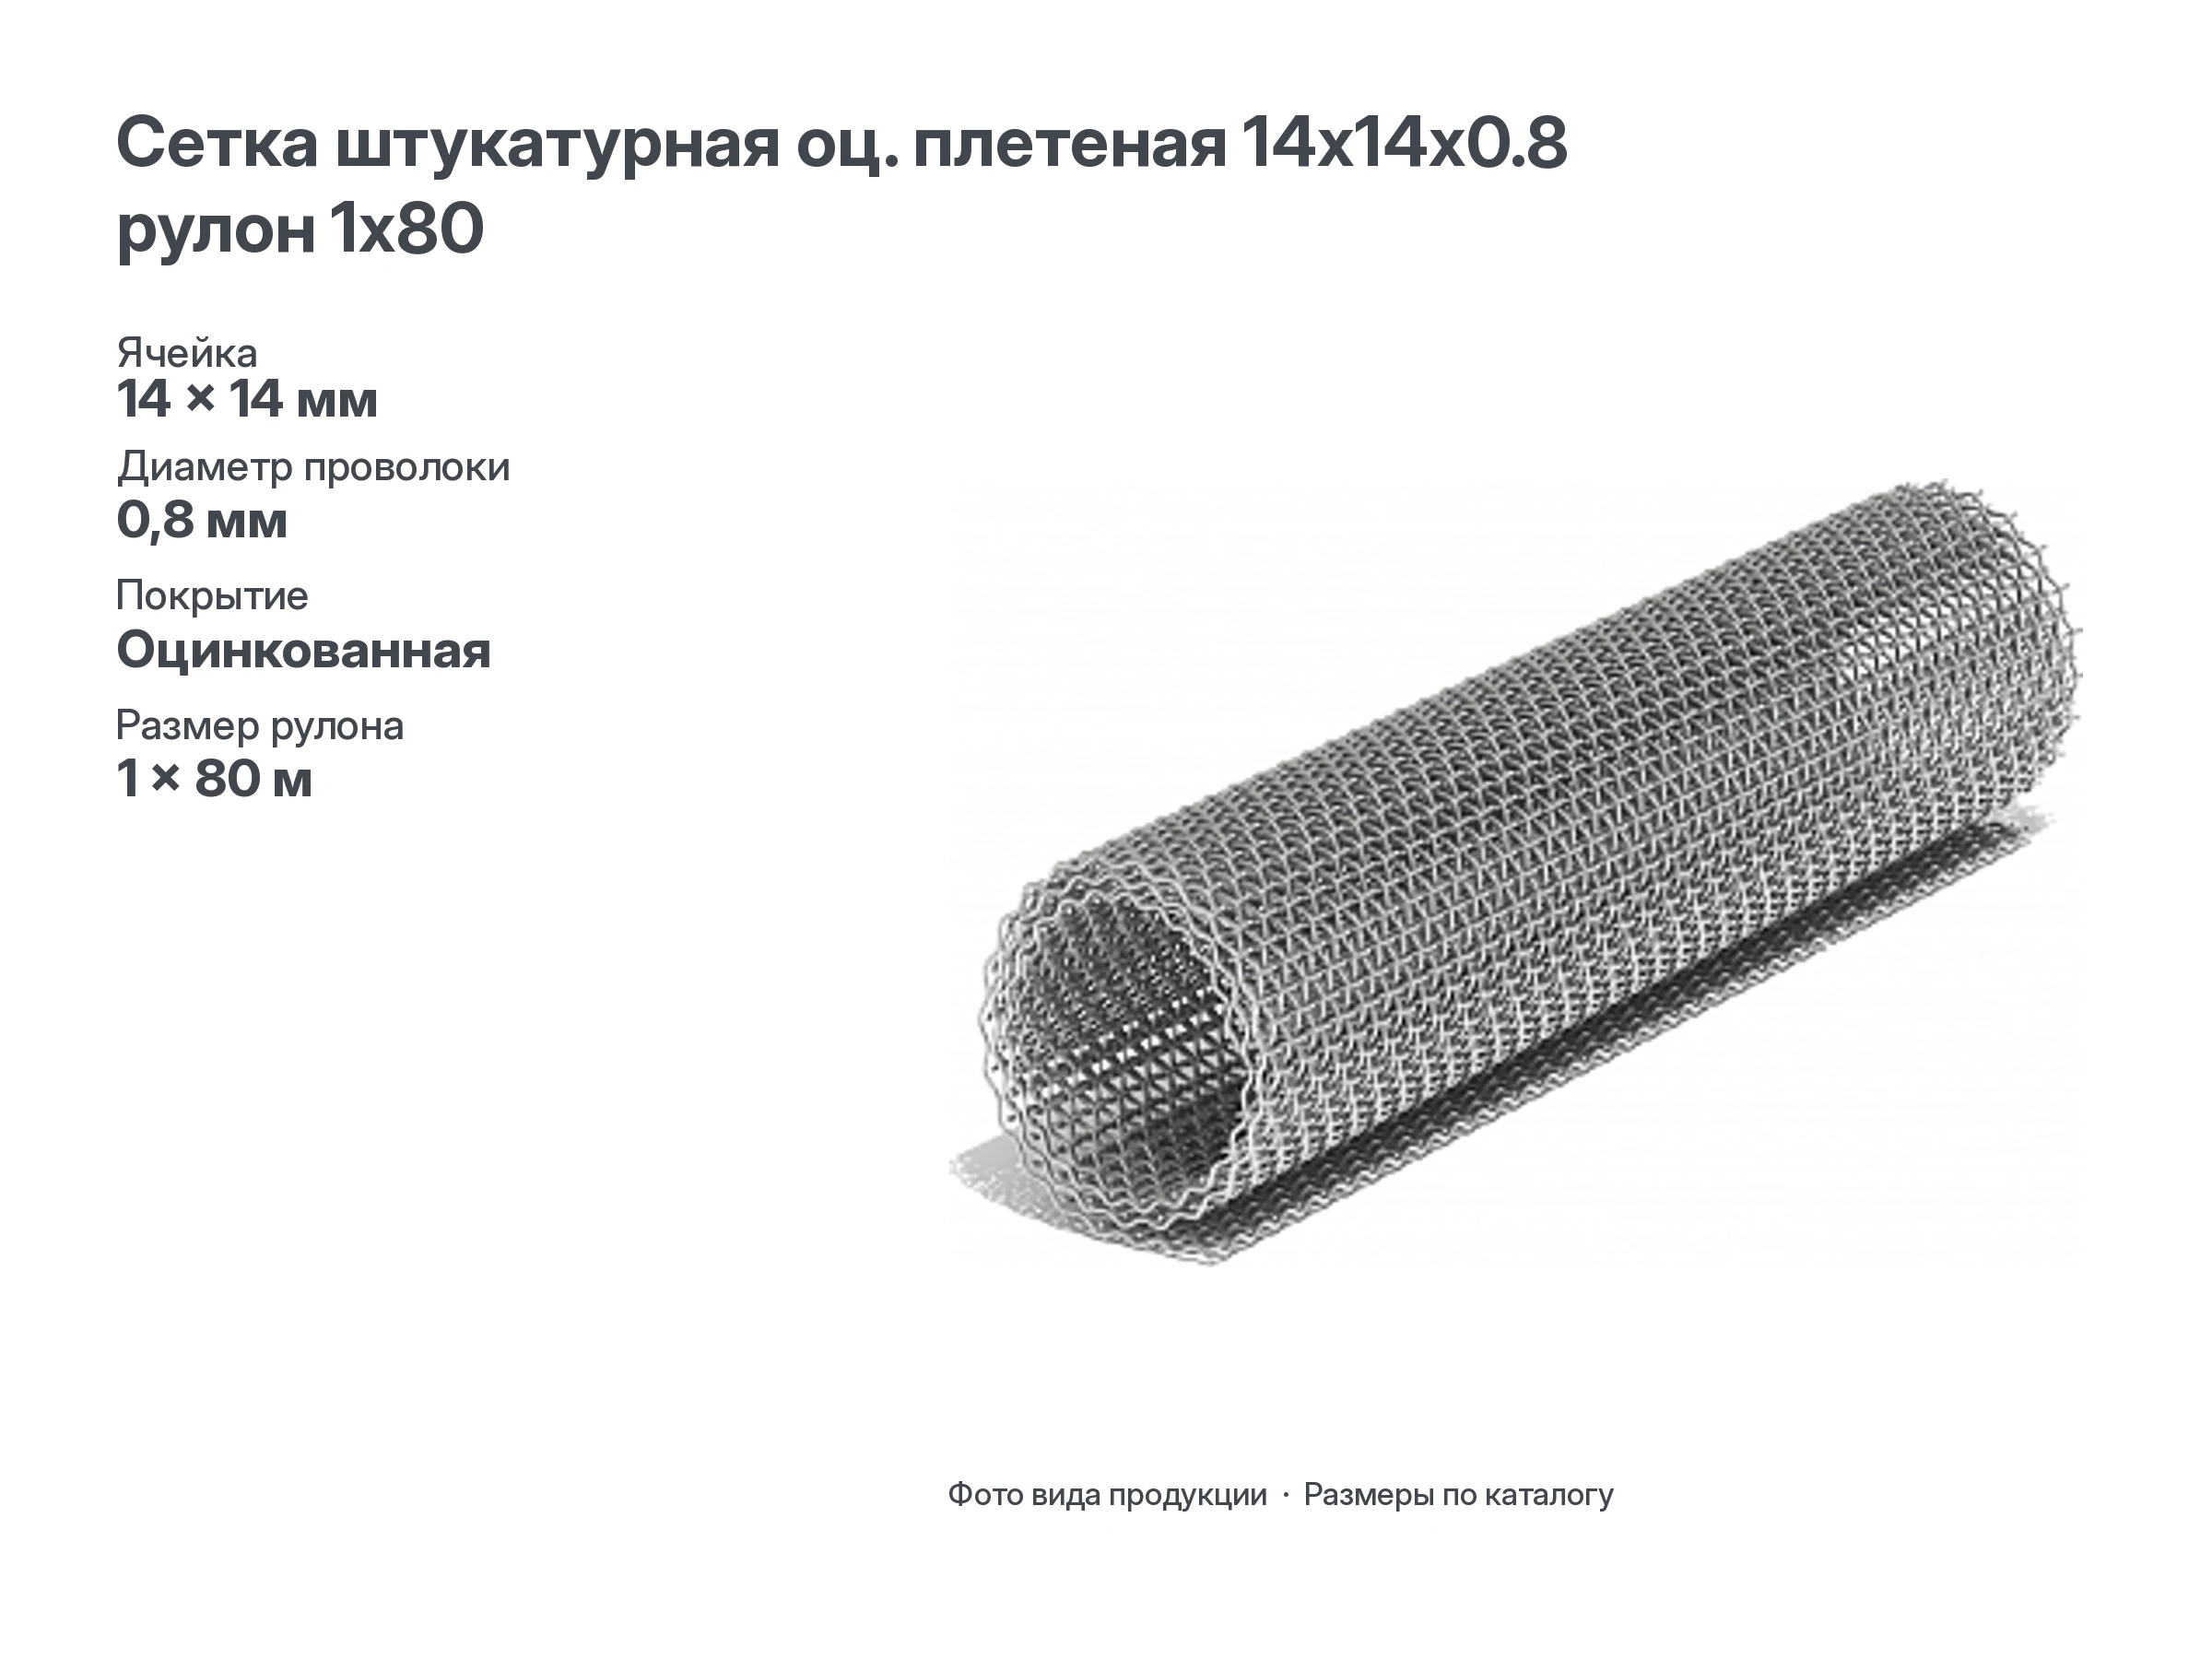 Сетка штукатурная оц. плетеная 14x14x0.8
рулон 1x80
Ячейка
14 × 14 мм
Диаметр проволоки
0,8 мм
Покрытие
Оцинкованная
Размер рулона
1 × 80 м
Фото вида продукции · Размеры по каталогу